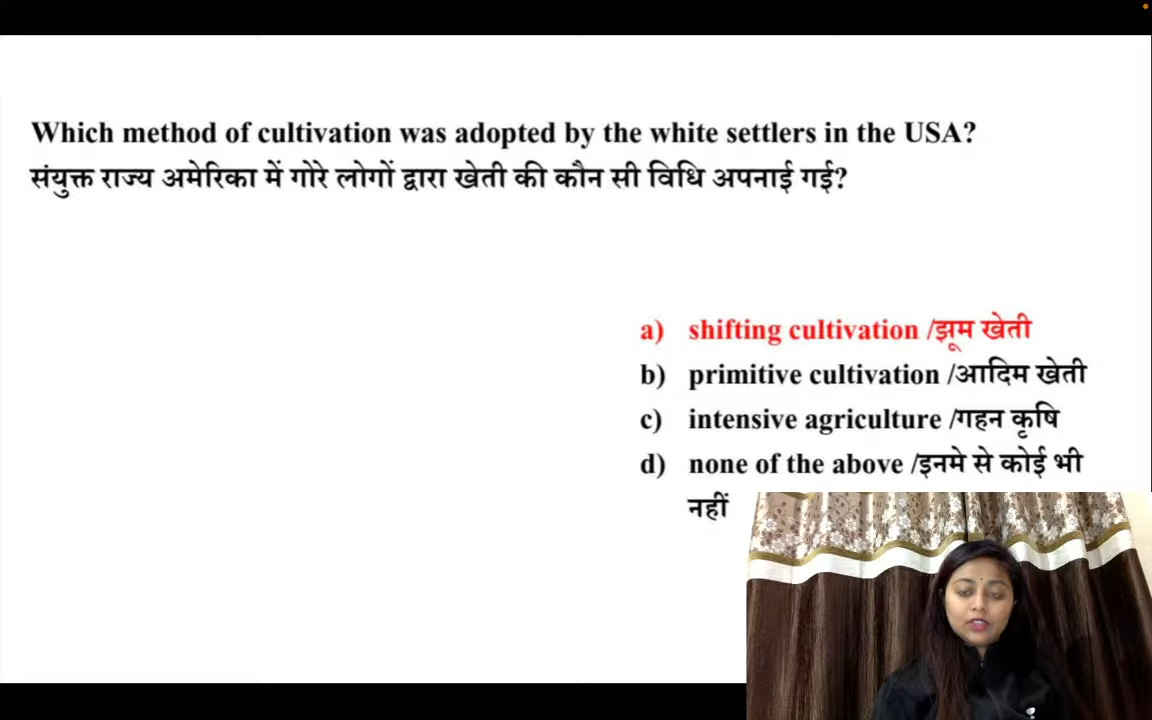 Which method of cultivation was adopted by the white settlers in the USA?
संयुक्त राज्य अमेरिका में गोरे लोगों द्वारा खेती की कौन सी विधि अपनाई गई?
a) shifting cultivation /झूम खेती
b) primitive cultivation /आदिम खेती
c) intensive agriculture /गहन कृषि
d) none of the above /इनमे से कोई भी
नहीं